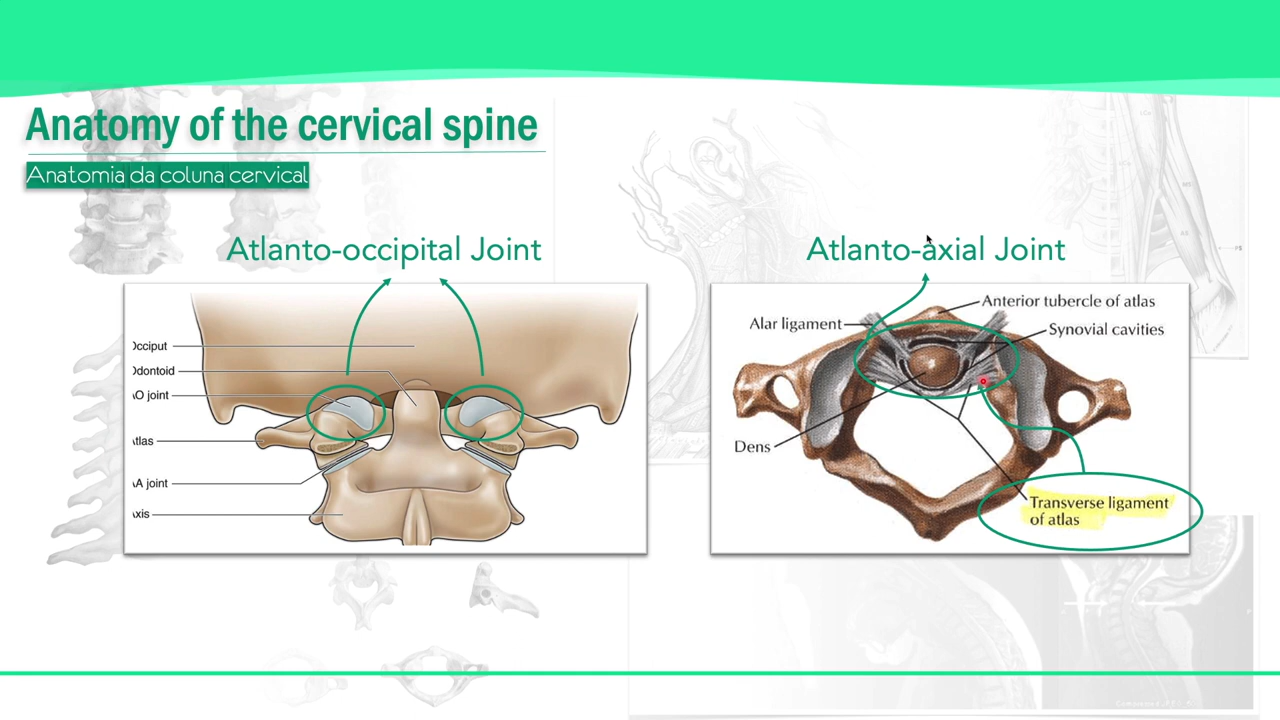 Anatomy of the cervical spine
Anatomia da coluna cervical
Atlanto-occipital Joint
Atlanto-axial Joint
Occiput
Odontoid
AO joint
Atlas
AA joint
Axis
Anterior tubercle of atlas
Alar ligament
Synovial cavities
Dens
Transverse ligament
of atlas